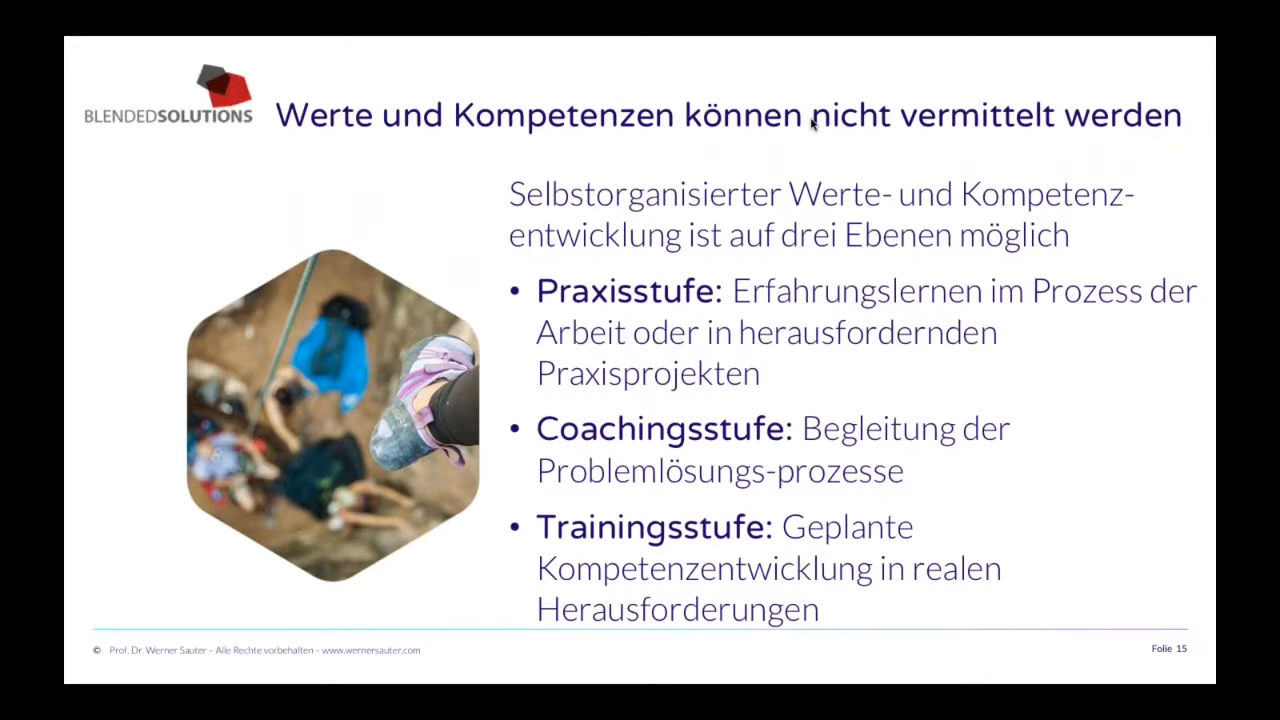 BLENDEDSOLUTIONS
Werte und Kompetenzen können nicht vermittelt werden
Selbstorganisierter Werte- und Kompetenz-
entwicklung ist auf drei Ebenen möglich
• Praxisstufe: Erfahrungslernen im Prozess der
Arbeit oder in herausfordernden
Praxisprojekten
• Coachingsstufe: Begleitung der
Problemlösungs-prozesse
• Trainingsstufe: Geplante
Kompetenzentwicklung in realen
Herausforderungen
© Prof. Dr. Werner Sauter – Alle Rechte vorbehalten – www.wernersauter.com
Folie 15